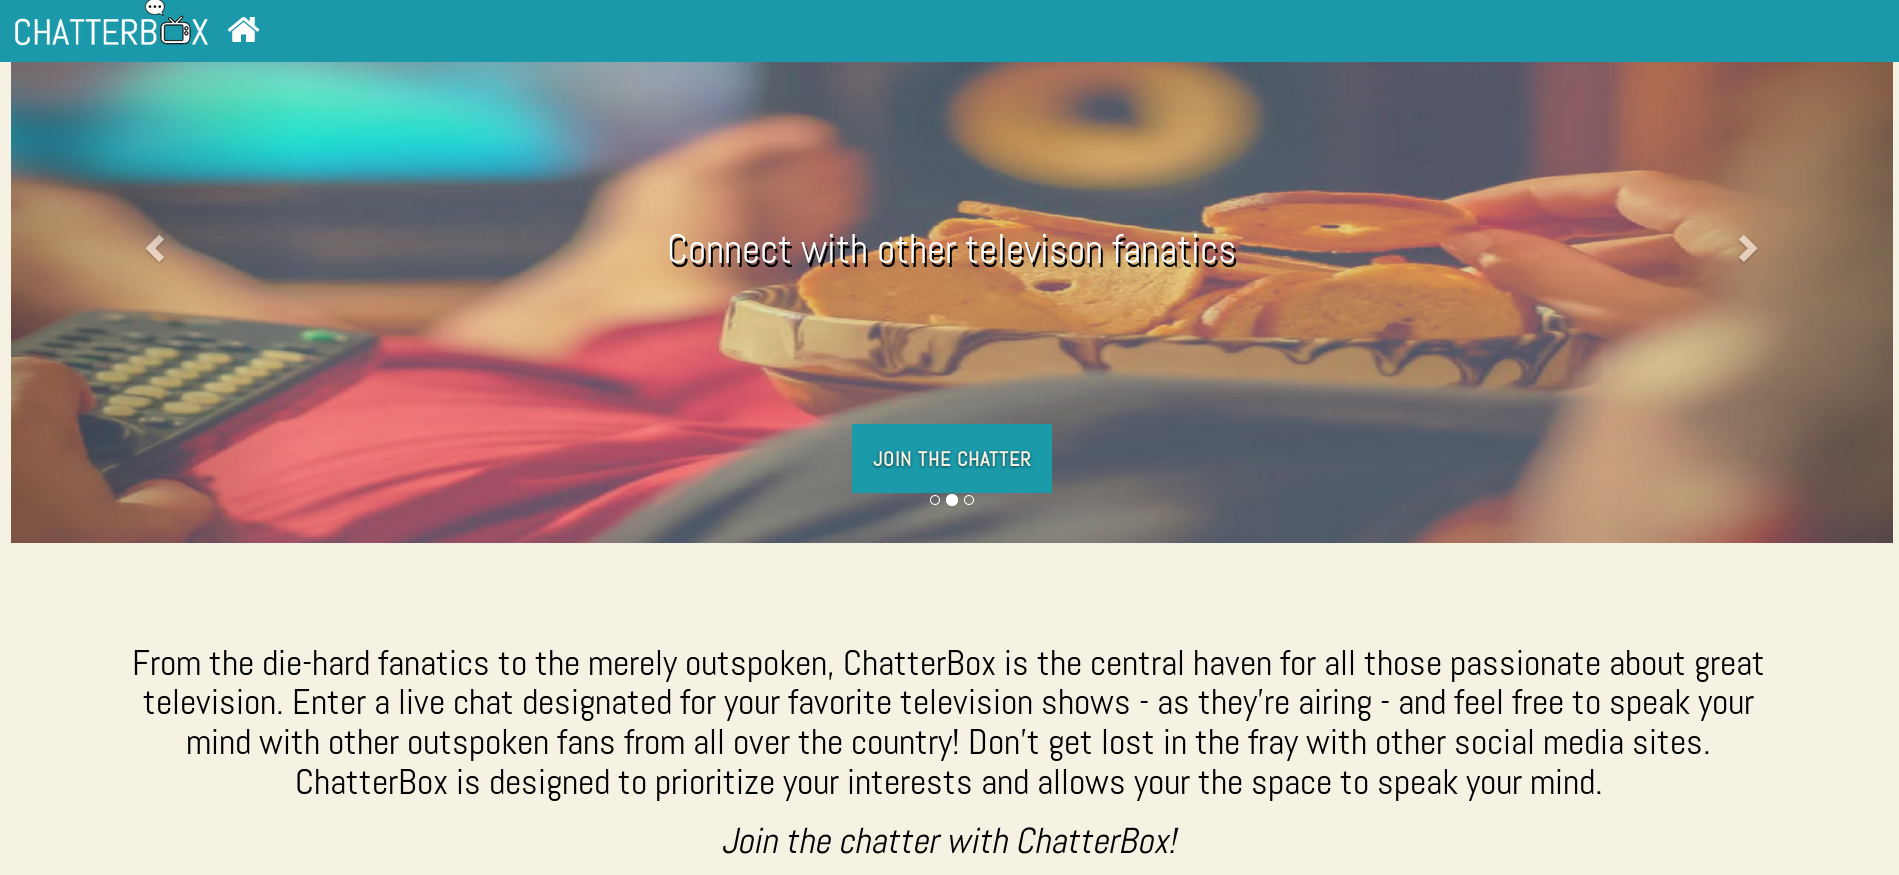 CHATTERBOX
Connect with other televison fanatics
JOIN THE CHATTER
From the die-hard fanatics to the merely outspoken, ChatterBox is the central haven for all those passionate about great
television. Enter a live chat designated for your favorite television shows - as they're airing - and feel free to speak your
mind with other outspoken fans from all over the country! Don't get lost in the fray with other social media sites.
ChatterBox is designed to prioritize your interests and allows your the space to speak your mind.
Join the chatter with ChatterBox!